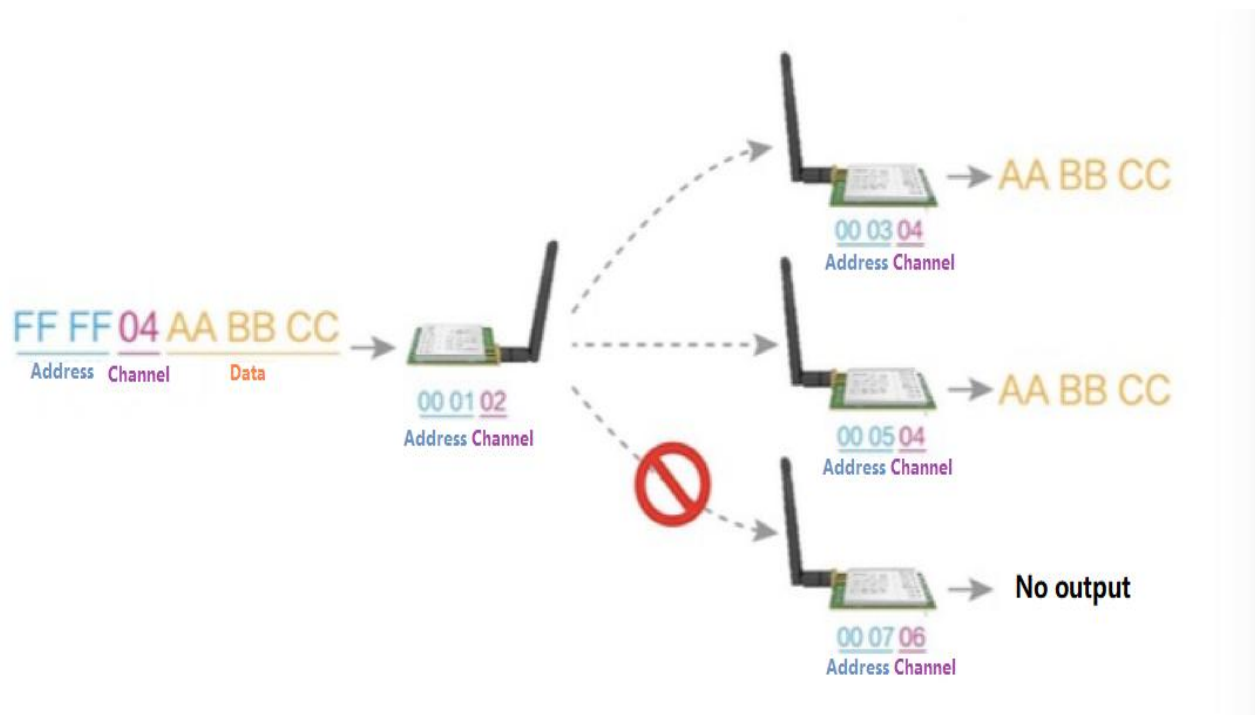 FF FF 04 AA BB CC
Address Channel Data
00 01 02
Address Channel
00 03 04
Address Channel
AA BB CC
00 05 04
Address Channel
AA BB CC
00 07 06
Address Channel
No output